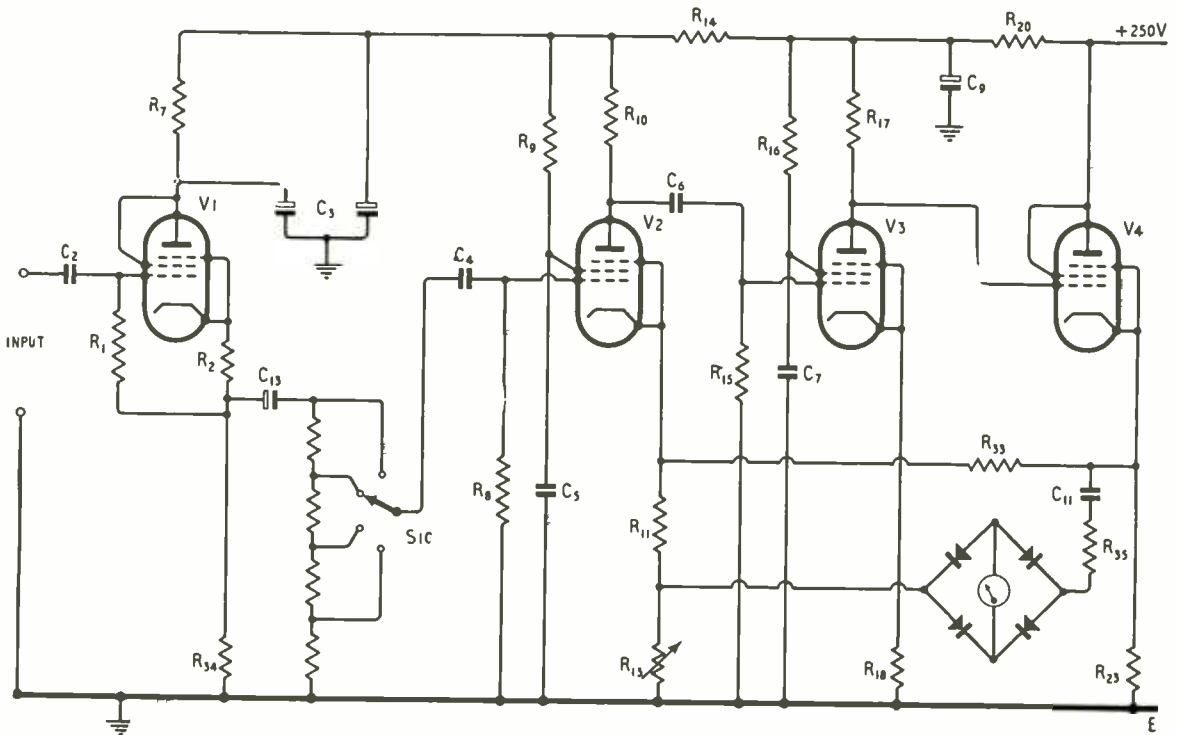 R14
R20
+250V
R7
C9
R10
R17
R9
R16
V1
C3
C6
V2
V3
V4
C2
C4
INPUT
R1
R2
C13
R15
C7
R33
R8
C5
C11
S1C
R11
R35
R34
R13
R18
R23
E